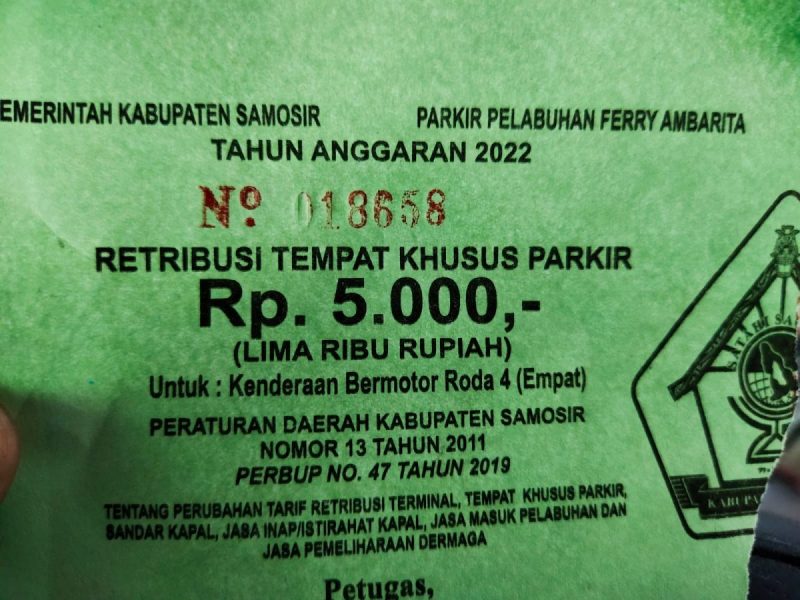 EMERINTAH KABUPATEN SAMOSIR PARKIR PELABUHAN FERRY AMBARITA
TAHUN ANGGARAN 2022
Nº 018658
RETRIBUSI TEMPAT KHUSUS PARKIR
Rp. 5.000,-
(LIMA RIBU RUPIAH)
Untuk : Kenderaan Bermotor Roda 4 (Empat)
PERATURAN DAERAH KABUPATEN SAMOSIR
NOMOR 13 TAHUN 2011
PERBUP NO. 47 TAHUN 2019
TENTANG PERUBAHAN TARIF RETRIBUSI TERMINAL, TEMPAT KHUSUS PARKIR,
SANDAR KAPAL, JASA INAP/ISTIRAHAT KAPAL, JASA MASUK PELABUHAN DAN
JASA PEMELIHARAAN DERMAGA
Petugas,